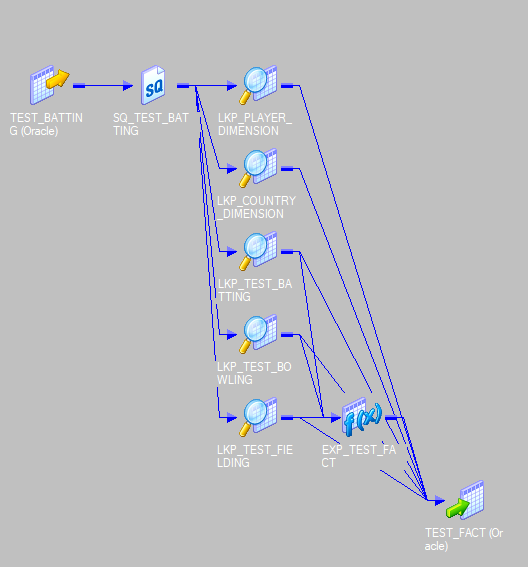 TEST_BATTIN
G (Oracle)
SQ
SQ_TEST_BAT
TING
LKP_PLAYER_
DIMENSION
LKP_COUNTRY
_DIMENSION
LKP_TEST_BA
TTING
LKP_TEST_BO
WLING
LKP_TEST_FIE
LDING
f(x)
EXP_TEST_FA
CT
TEST_FACT (Or
acle)